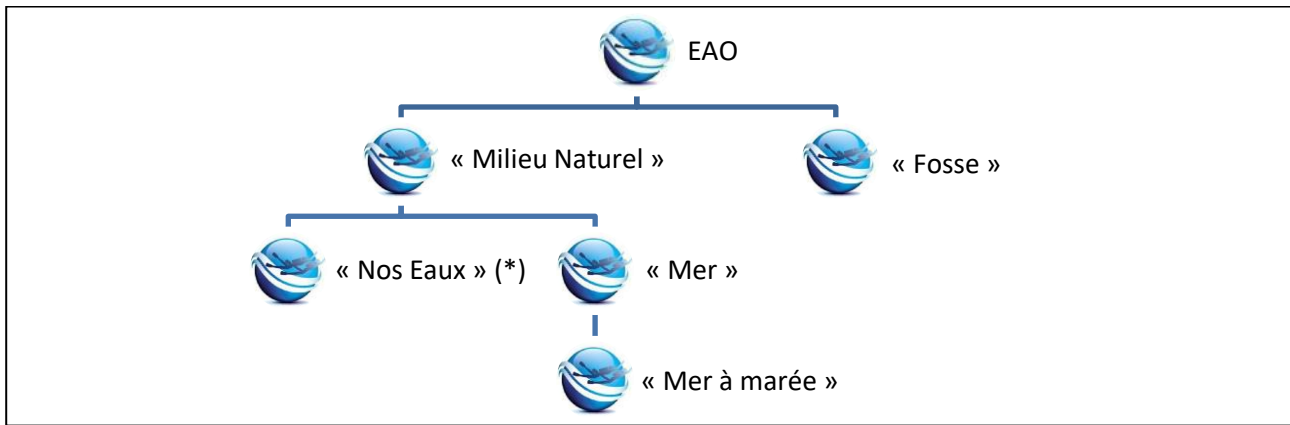 EAO
« Milieu Naturel »
« Fosse »
« Nos Eaux » (*)
« Mer »
« Mer à marée »